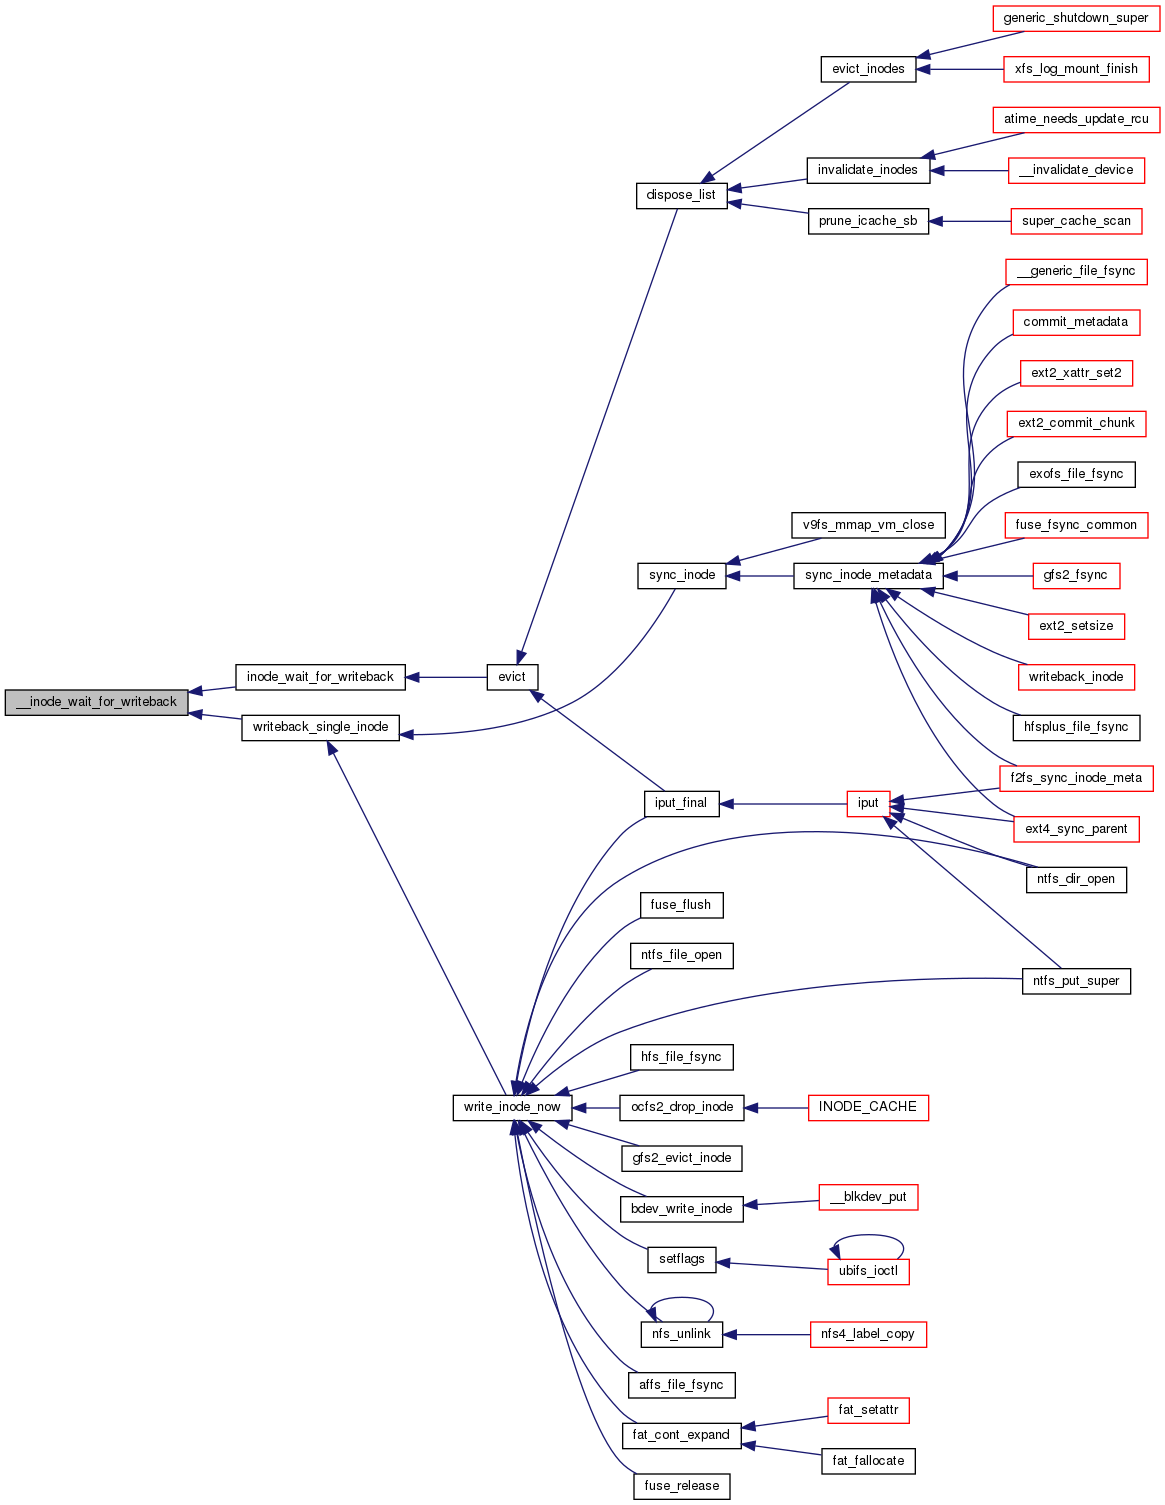 generic_shutdown_super
evict_inodes
xfs_log_mount_finish
atime_needs_update_rcu
invalidate_inodes
__invalidate_device
dispose_list
prune_icache_sb
super_cache_scan
__generic_file_fsync
commit_metadata
ext2_xattr_set2
ext2_commit_chunk
exofs_file_fsync
v9fs_mmap_vm_close
fuse_fsync_common
sync_inode
sync_inode_metadata
gfs2_fsync
ext2_setsize
inode_wait_for_writeback
evict
writeback_inode
__inode_wait_for_writeback
writeback_single_inode
hfsplus_file_fsync
f2fs_sync_inode_meta
iput_final
iput
ext4_sync_parent
ntfs_dir_open
fuse_flush
ntfs_file_open
ntfs_put_super
hfs_file_fsync
write_inode_now
ocfs2_drop_inode
INODE_CACHE
gfs2_evict_inode
bdev_write_inode
__blkdev_put
setflags
ubifs_ioctl
nfs_unlink
nfs4_label_copy
affs_file_fsync
fat_setattr
fat_cont_expand
fat_fallocate
fuse_release